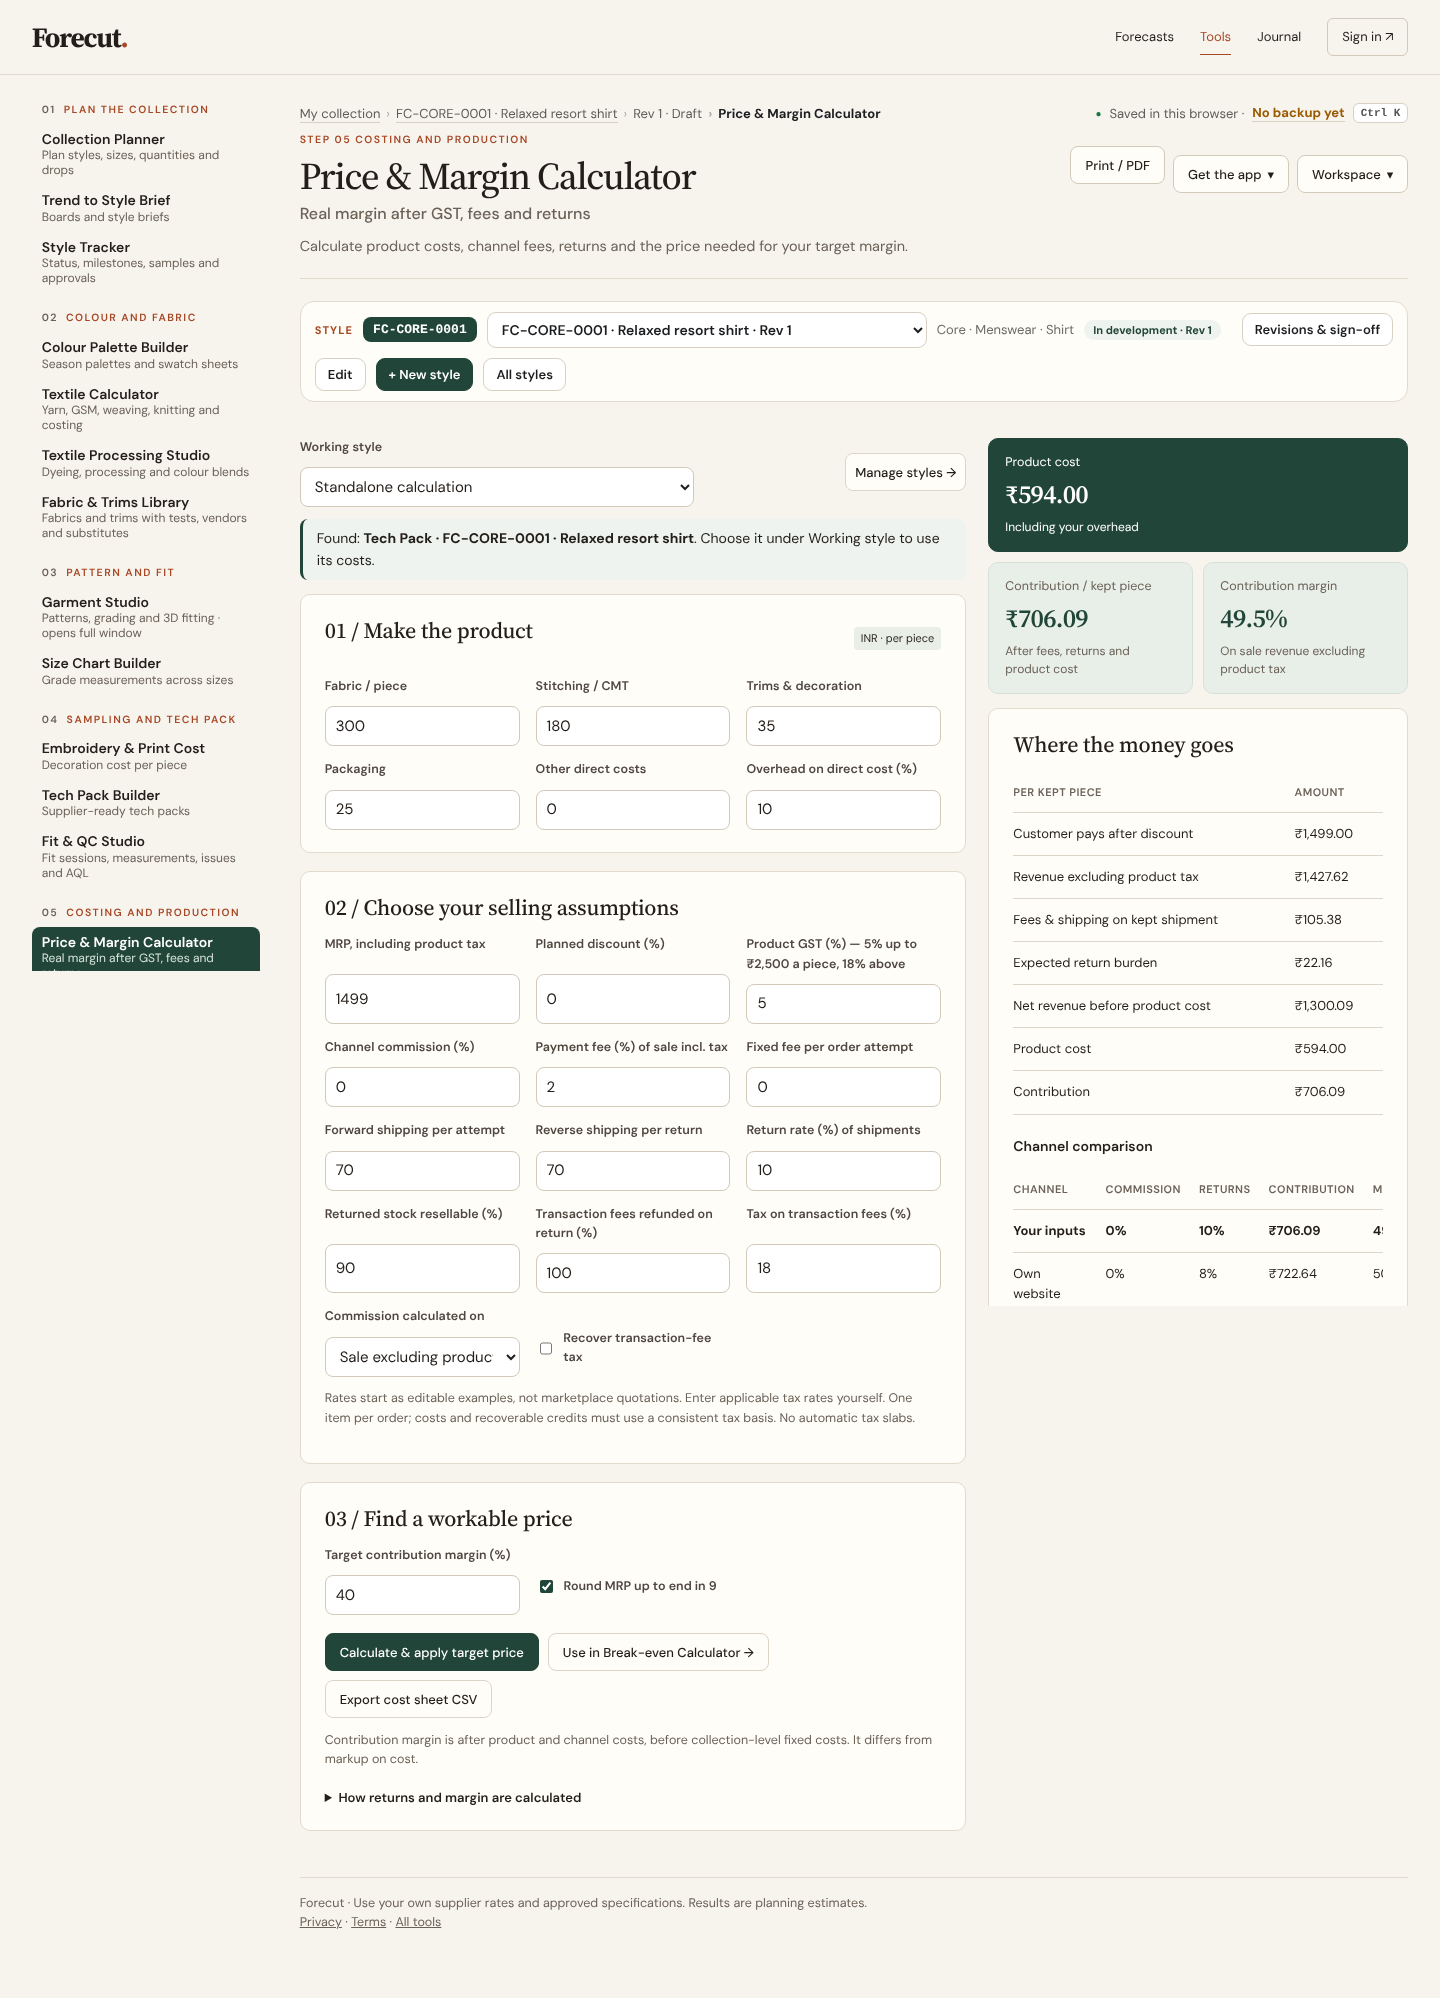 Forecut.
Forecasts
Tools
Journal
Sign in ↗
01 PLAN THE COLLECTION
Collection Planner
Plan styles, sizes, quantities and
drops
Trend to Style Brief
Boards and style briefs
Style Tracker
Status, milestones, samples and
approvals
02 COLOUR AND FABRIC
Colour Palette Builder
Season palettes and swatch sheets
Textile Calculator
Yarn, GSM, weaving, knitting and
costing
Textile Processing Studio
Dyeing, processing and colour blends
Fabric & Trims Library
Fabrics and trims with tests, vendors
and substitutes
03 PATTERN AND FIT
Garment Studio
Patterns, grading and 3D fitting ·
opens full window
Size Chart Builder
Grade measurements across sizes
04 SAMPLING AND TECH PACK
Embroidery & Print Cost
Decoration cost per piece
Tech Pack Builder
Supplier-ready tech packs
Fit & QC Studio
Fit sessions, measurements, issues
and AQL
05 COSTING AND PRODUCTION
Price & Margin Calculator
Real margin after GST, fees and
My collection › FC-CORE-0001 · Relaxed resort shirt › Rev 1 · Draft › Price & Margin Calculator
• Saved in this browser · No backup yet Ctrl K
STEP 05 COSTING AND PRODUCTION
Price & Margin Calculator
Real margin after GST, fees and returns
Calculate product costs, channel fees, returns and the price needed for your target margin.
Print / PDF
Get the app ▾
Workspace ▾
STYLE FC-CORE-0001 FC-CORE-0001 · Relaxed resort shirt · Rev 1 Core · Menswear · Shirt In development · Rev 1 Revisions & sign-off
Edit + New style All styles
Working style
Standalone calculation
Manage styles →
Found: Tech Pack · FC-CORE-0001 · Relaxed resort shirt. Choose it under Working style to use
its costs.
01 / Make the product
INR · per piece
Fabric / piece Stitching / CMT Trims & decoration
300 180 35
Packaging Other direct costs Overhead on direct cost (%)
25 0 10
02 / Choose your selling assumptions
MRP, including product tax Planned discount (%) Product GST (%) — 5% up to
₹2,500 a piece, 18% above
1499 0 5
Channel commission (%) Payment fee (%) of sale incl. tax Fixed fee per order attempt
0 2 0
Forward shipping per attempt Reverse shipping per return Return rate (%) of shipments
70 70 10
Returned stock resellable (%) Transaction fees refunded on
return (%) Tax on transaction fees (%)
90 100 18
Commission calculated on
Sale excluding produc
Recover transaction-fee
tax
Rates start as editable examples, not marketplace quotations. Enter applicable tax rates yourself. One
item per order; costs and recoverable credits must use a consistent tax basis. No automatic tax slabs.
03 / Find a workable price
Target contribution margin (%)
40
Round MRP up to end in 9
Calculate & apply target price
Use in Break-even Calculator →
Export cost sheet CSV
Contribution margin is after product and channel costs, before collection-level fixed costs. It differs from
markup on cost.
▶ How returns and margin are calculated
Product cost
₹594.00
Including your overhead
Contribution / kept piece
₹706.09
After fees, returns and
product cost
Contribution margin
49.5%
On sale revenue excluding
product tax
Where the money goes
PER KEPT PIECE AMOUNT
Customer pays after discount ₹1,499.00
Revenue excluding product tax ₹1,427.62
Fees & shipping on kept shipment ₹105.38
Expected return burden ₹22.16
Net revenue before product cost ₹1,300.09
Product cost ₹594.00
Contribution ₹706.09
Channel comparison
CHANNEL COMMISSION RETURNS CONTRIBUTION M
Your inputs 0% 10% ₹706.09
Own
website 0% 8% ₹722.64
Forecut · Use your own supplier rates and approved specifications. Results are planning estimates.
Privacy · Terms · All tools